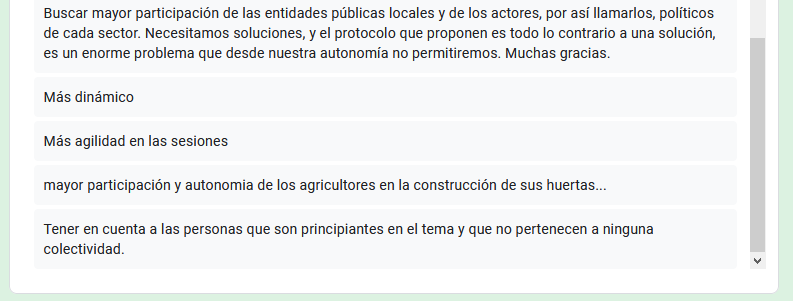 Buscar mayor participación de las entidades públicas locales y de los actores, por así llamarlos, políticos
de cada sector. Necesitamos soluciones, y el protocolo que proponen es todo lo contrario a una solución,
es un enorme problema que desde nuestra autonomía no permitiremos. Muchas gracias.
Más dinámico
Más agilidad en las sesiones
mayor participación y autonomia de los agricultores en la construcción de sus huertas...
Tener en cuenta a las personas que son principiantes en el tema y que no pertenecen a ninguna
colectividad.